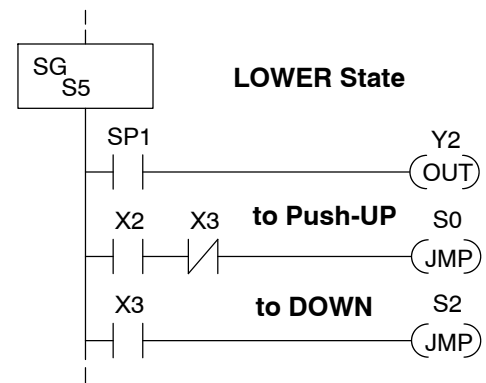 SG
S5
LOWER State
SP1
Y2
OUT
X2
X3
to Push-UP
S0
JMP
X3
to DOWN
S2
JMP